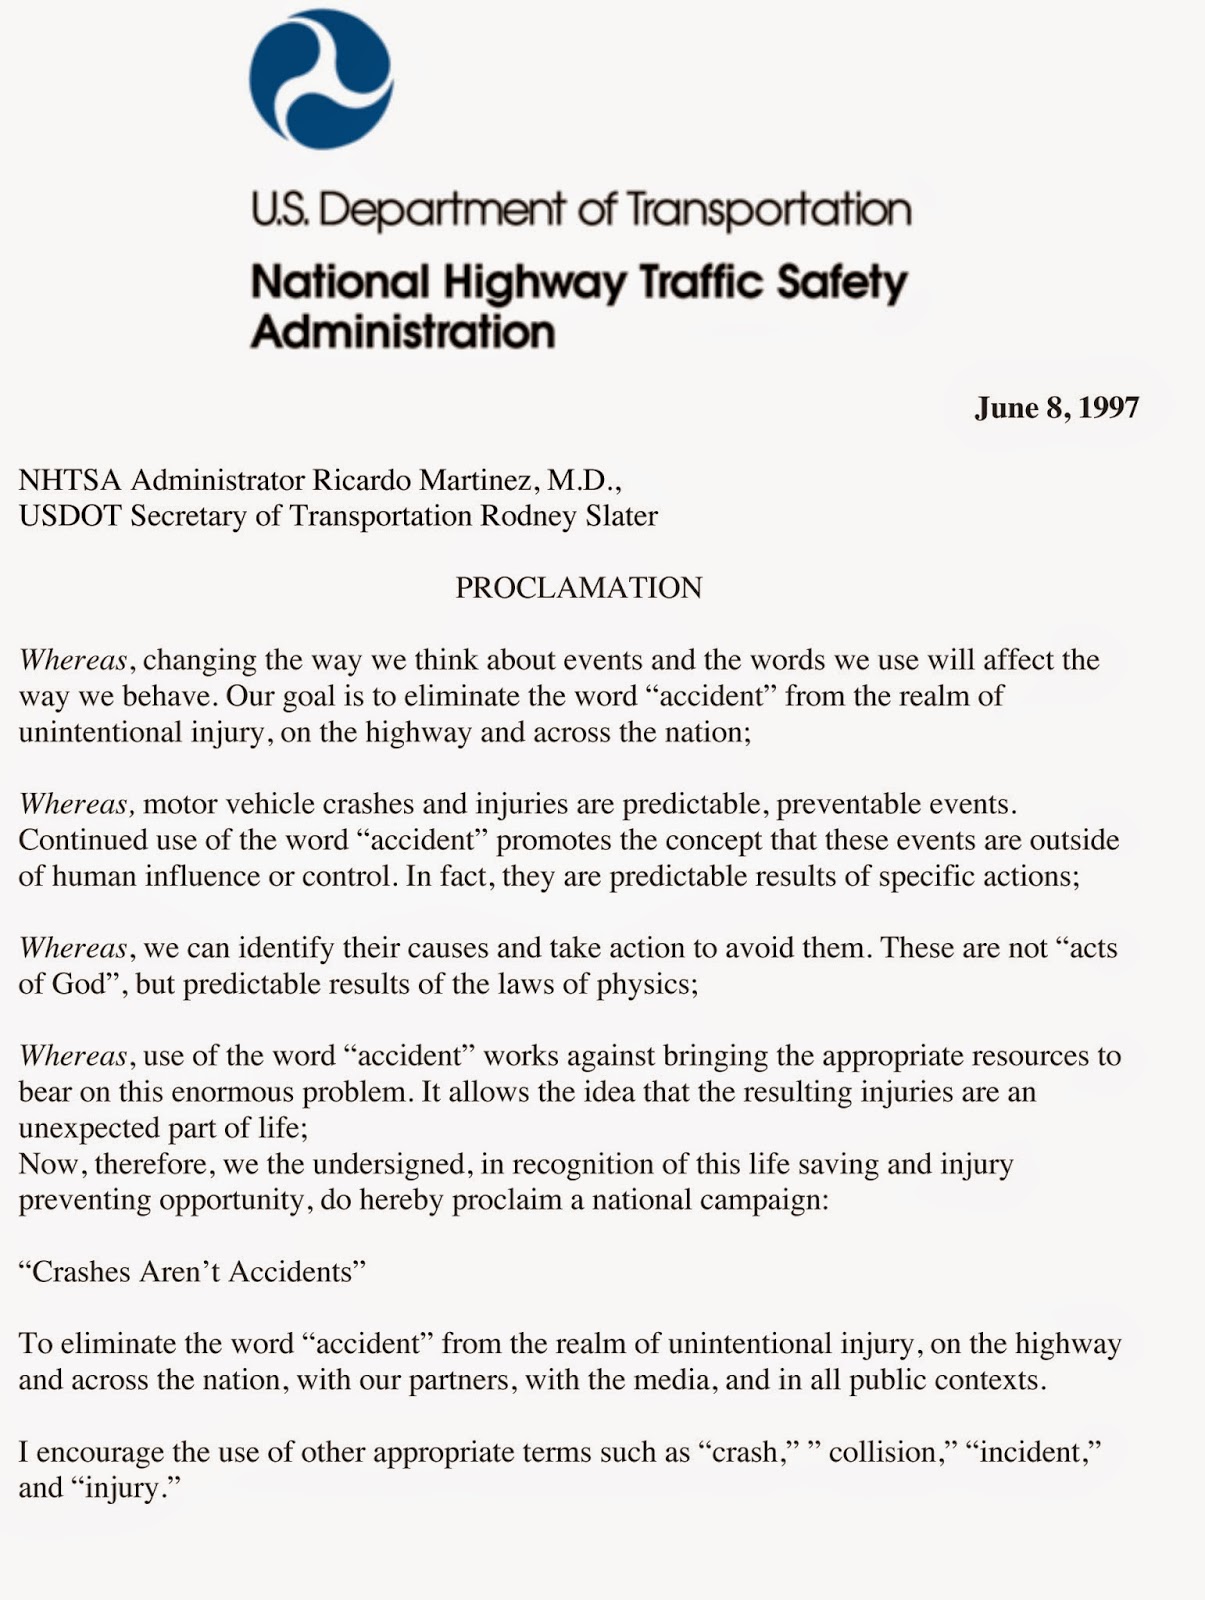 U.S. Department of Transportation
National Highway Traffic Safety
Administration
June 8, 1997
NHTSA Administrator Ricardo Martinez, M.D.,
USDOT Secretary of Transportation Rodney Slater
PROCLAMATION
Whereas, changing the way we think about events and the words we use will affect the
way we behave. Our goal is to eliminate the word “accident” from the realm of
unintentional injury, on the highway and across the nation;
Whereas, motor vehicle crashes and injuries are predictable, preventable events.
Continued use of the word “accident” promotes the concept that these events are outside
of human influence or control. In fact, they are predictable results of specific actions;
Whereas, we can identify their causes and take action to avoid them. These are not “acts
of God”, but predictable results of the laws of physics;
Whereas, use of the word “accident” works against bringing the appropriate resources to
bear on this enormous problem. It allows the idea that the resulting injuries are an
unexpected part of life;
Now, therefore, we the undersigned, in recognition of this life saving and injury
preventing opportunity, do hereby proclaim a national campaign:
“Crashes Aren’t Accidents”
To eliminate the word “accident” from the realm of unintentional injury, on the highway
and across the nation, with our partners, with the media, and in all public contexts.
I encourage the use of other appropriate terms such as “crash,” ” collision,” “incident,”
and “injury.”